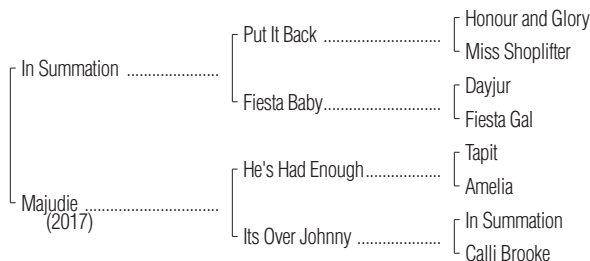 Honour and Glory
Put It Back ........................................
Miss Shoplifter
In Summation ........................
Dayjur
Fiesta Baby........................................
Fiesta Gal
Tapit
He's Had Enough..........................
Amelia
Majudie ..........................................
(2017)
In Summation
Its Over Johnny ............................
Calli Brooke